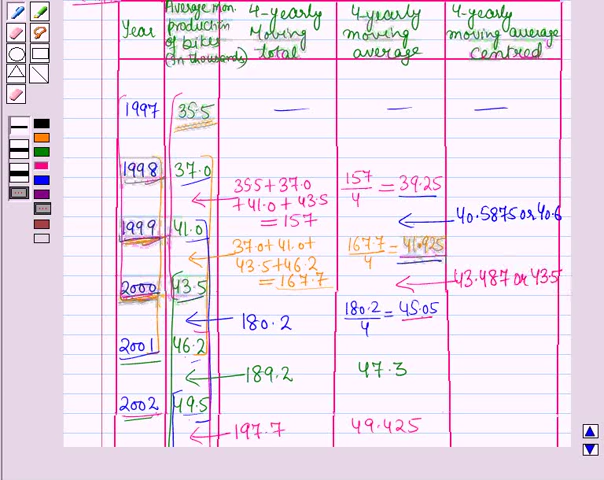 Year
Average mon.
production
of bikes
(in thousands)
4-yearly
Moving
total
4-yearly
moving
average
4-yearly
moving average
Centred
1997 35.5 — — —
1998 37.0
35.5 + 37.0
+ 41.0 + 43.5
= 157
157/4 = 39.25
40.5875 or 40.6
1999 41.0
37.0 + 41.0 +
43.5 + 46.2
= 167.7
167.7/4 = 41.925
43.487 or 43.5
2000 43.5
180.2
180.2/4 = 45.05
2001 46.2
189.2 47.3
2002 49.5
197.7 49.425